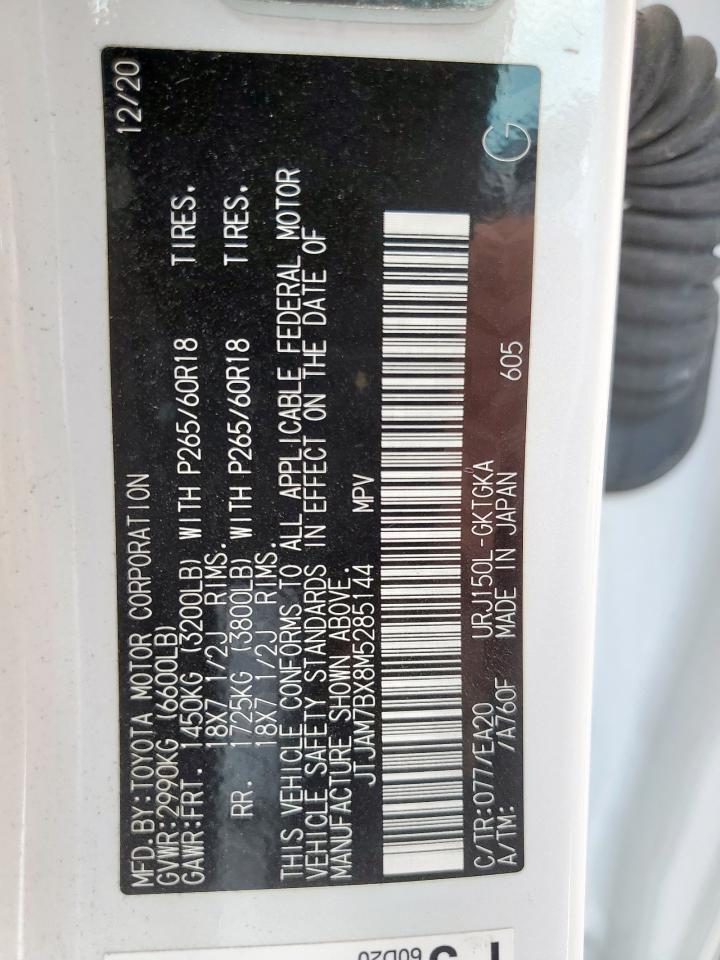 MFD.BY:TOYOTA MOTOR CORPORATION 12/20
GVWR:2990KG (6600LB)
GAWR:FRT. 1450KG (3200LB) WITH P265/60R18 TIRES.
18X7 1/2J RIMS.
RR. 1725KG (3800LB) WITH P265/60R18 TIRES.
18X7 1/2J RIMS.
THIS VEHICLE CONFORMS TO ALL APPLICABLE FEDERAL MOTOR
VEHICLE SAFETY STANDARDS IN EFFECT ON THE DATE OF
MANUFACTURE SHOWN ABOVE.
JTJAM7BX8M5285144 MPV
C/TR:077/EA20 URJ150L-GKTGKA 605
A/TM: /A760F MADE IN JAPAN
G
60D20